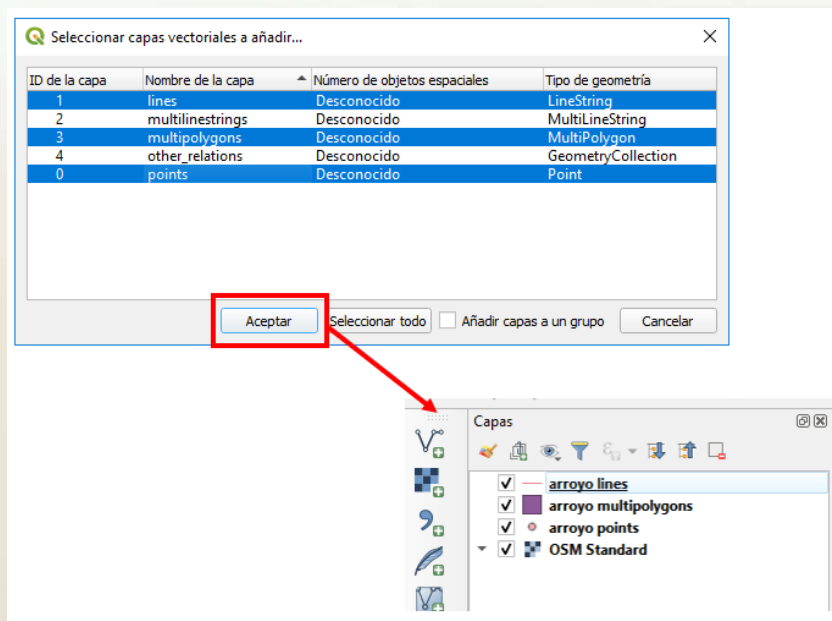 Seleccionar capas vectoriales a añadir...
ID de la capa Nombre de la capa Número de objetos espaciales Tipo de geometría
1 lines Desconocido LineString
2 multilinestrings Desconocido MultiLineString
3 multipolygons Desconocido MultiPolygon
4 other_relations Desconocido GeometryCollection
0 points Desconocido Point
Aceptar Seleccionar todo Añadir capas a un grupo Cancelar
Capas
arroyo lines
arroyo multipolygons
arroyo points
OSM Standard